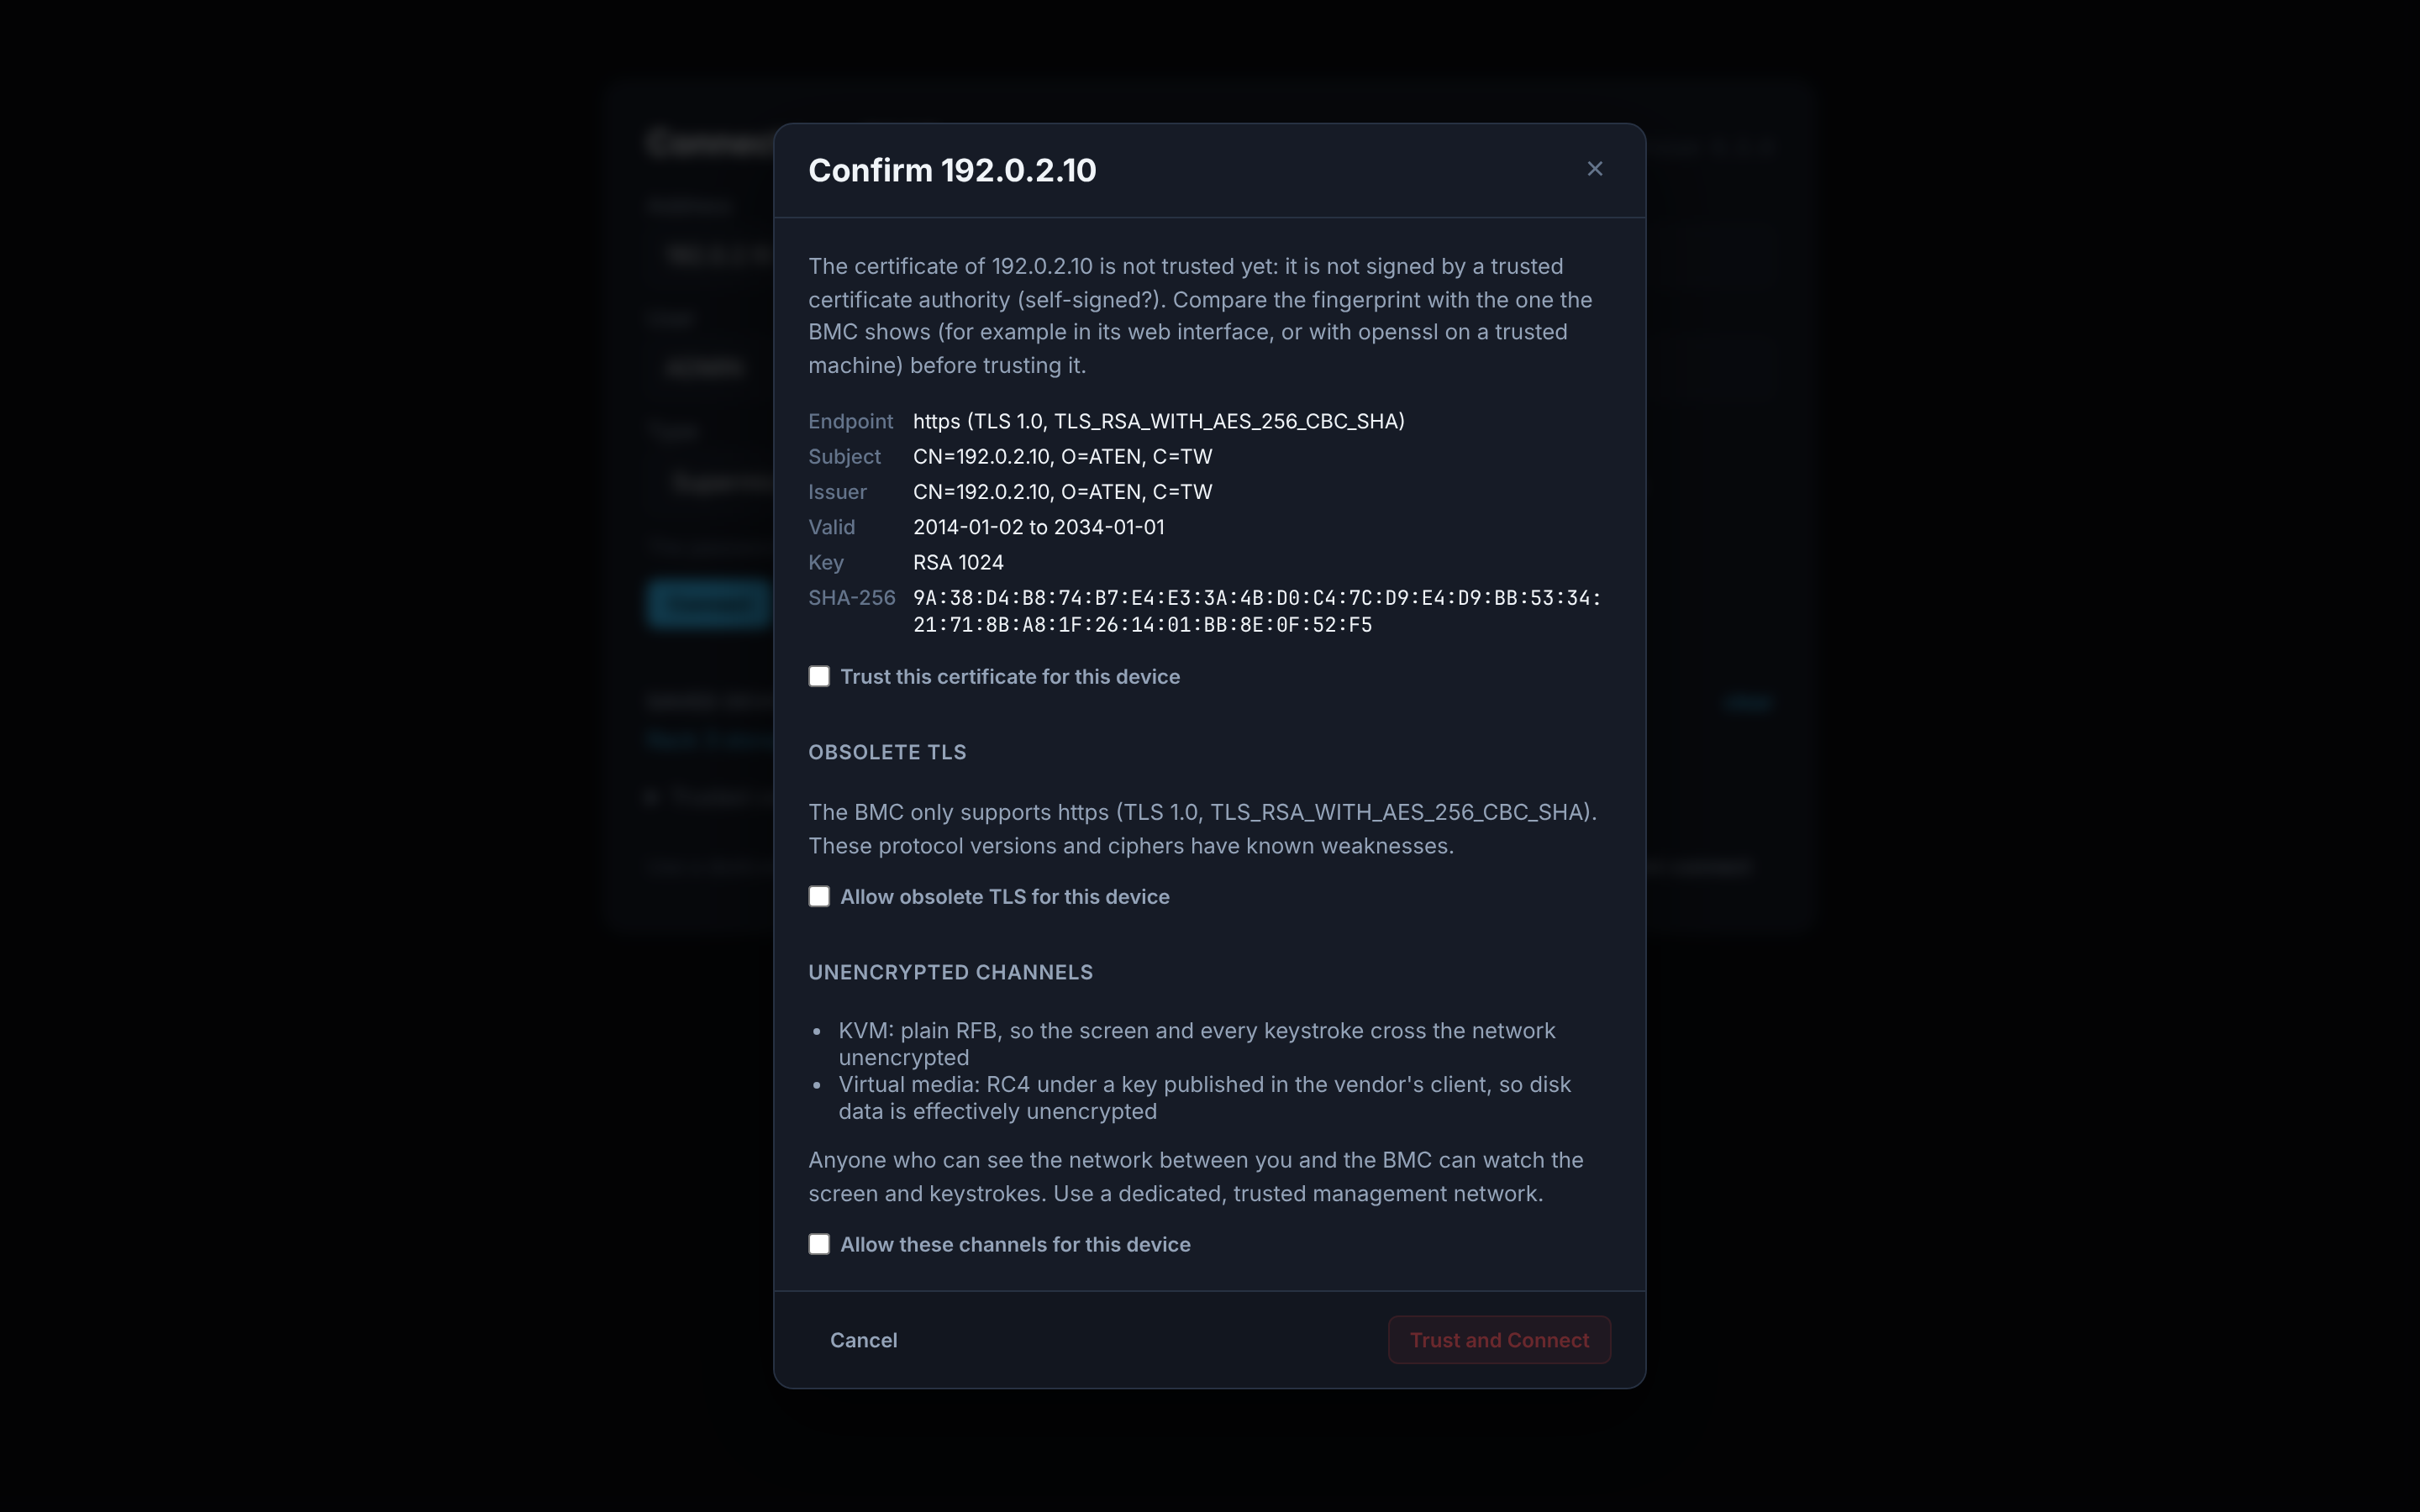 Confirm 192.0.2.10
The certificate of 192.0.2.10 is not trusted yet: it is not signed by a trusted
certificate authority (self-signed?). Compare the fingerprint with the one the
BMC shows (for example in its web interface, or with openssl on a trusted
machine) before trusting it.
Endpoint https (TLS 1.0, TLS_RSA_WITH_AES_256_CBC_SHA)
Subject CN=192.0.2.10, O=ATEN, C=TW
Issuer CN=192.0.2.10, O=ATEN, C=TW
Valid 2014-01-02 to 2034-01-01
Key RSA 1024
SHA-256 9A:38:D4:B8:74:B7:E4:E3:3A:4B:D0:C4:7C:D9:E4:D9:BB:53:34:
21:71:8B:A8:1F:26:14:01:BB:8E:0F:52:F5
Trust this certificate for this device
OBSOLETE TLS
The BMC only supports https (TLS 1.0, TLS_RSA_WITH_AES_256_CBC_SHA).
These protocol versions and ciphers have known weaknesses.
Allow obsolete TLS for this device
UNENCRYPTED CHANNELS
• KVM: plain RFB, so the screen and every keystroke cross the network
unencrypted
• Virtual media: RC4 under a key published in the vendor's client, so disk
data is effectively unencrypted
Anyone who can see the network between you and the BMC can watch the
screen and keystrokes. Use a dedicated, trusted management network.
Allow these channels for this device
Cancel
Trust and Connect